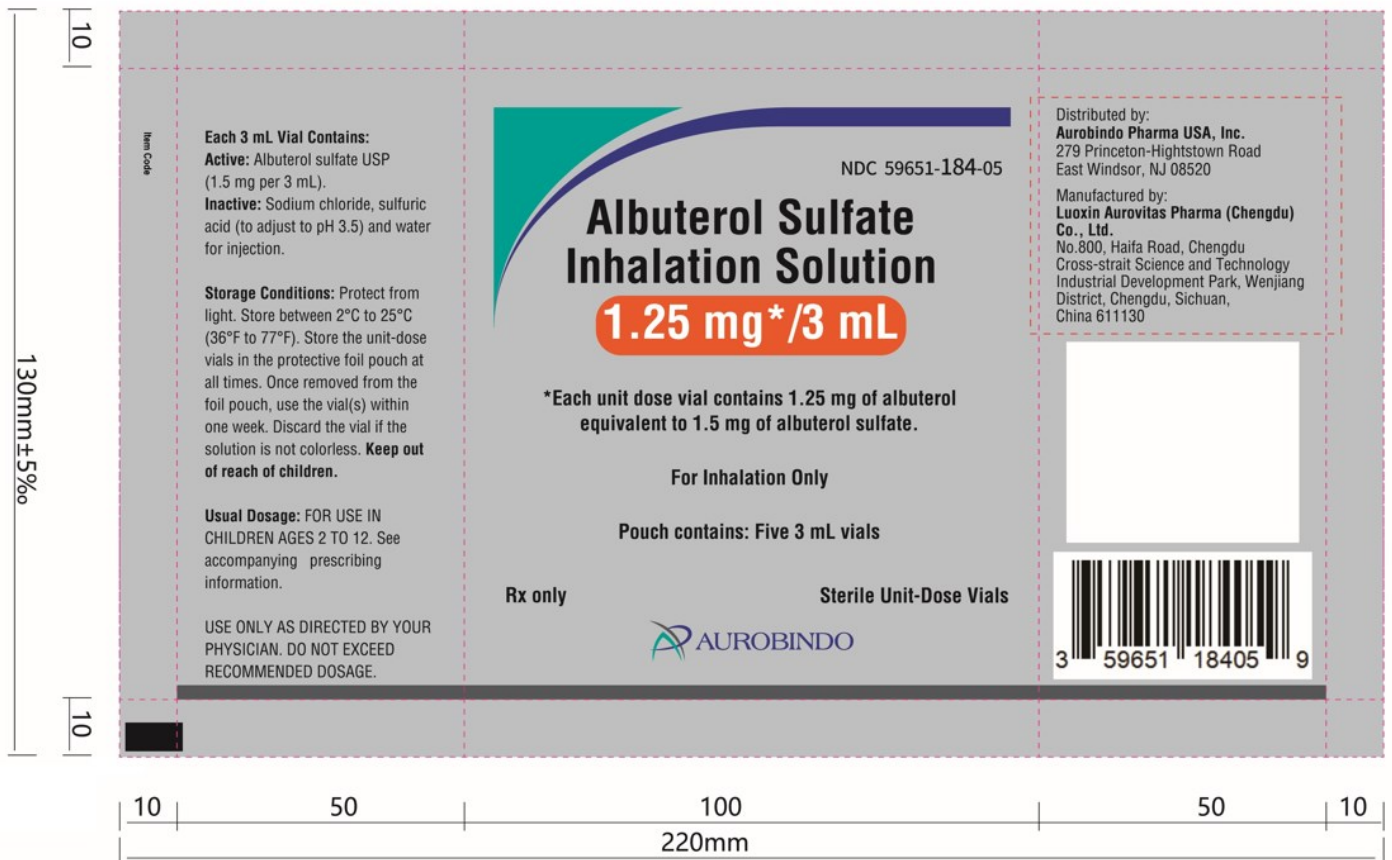 10
130mm±5‰
10
Item Code
Each 3 mL Vial Contains:
Active: Albuterol sulfate USP
(1.5 mg per 3 mL).
Inactive: Sodium chloride, sulfuric
acid (to adjust to pH 3.5) and water
for injection.
Storage Conditions: Protect from
light. Store between 2°C to 25°C
(36°F to 77°F). Store the unit-dose
vials in the protective foil pouch at
all times. Once removed from the
foil pouch, use the vial(s) within
one week. Discard the vial if the
solution is not colorless. Keep out
of reach of children.
Usual Dosage: FOR USE IN
CHILDREN AGES 2 TO 12. See
accompanying prescribing
information.
USE ONLY AS DIRECTED BY YOUR
PHYSICIAN. DO NOT EXCEED
RECOMMENDED DOSAGE.
NDC 59651-184-05
Albuterol Sulfate
Inhalation Solution
1.25 mg*/3 mL
*Each unit dose vial contains 1.25 mg of albuterol
equivalent to 1.5 mg of albuterol sulfate.
For Inhalation Only
Pouch contains: Five 3 mL vials
Rx only Sterile Unit-Dose Vials
AUROBINDO
Distributed by:
Aurobindo Pharma USA, Inc.
279 Princeton-Hightstown Road
East Windsor, NJ 08520
Manufactured by:
Luoxin Aurovitas Pharma (Chengdu)
Co., Ltd.
No.800, Haifa Road, Chengdu
Cross-strait Science and Technology
Industrial Development Park, Wenjiang
District, Chengdu, Sichuan,
China 611130
3 59651 18405 9
10 50 100 50 10
220mm